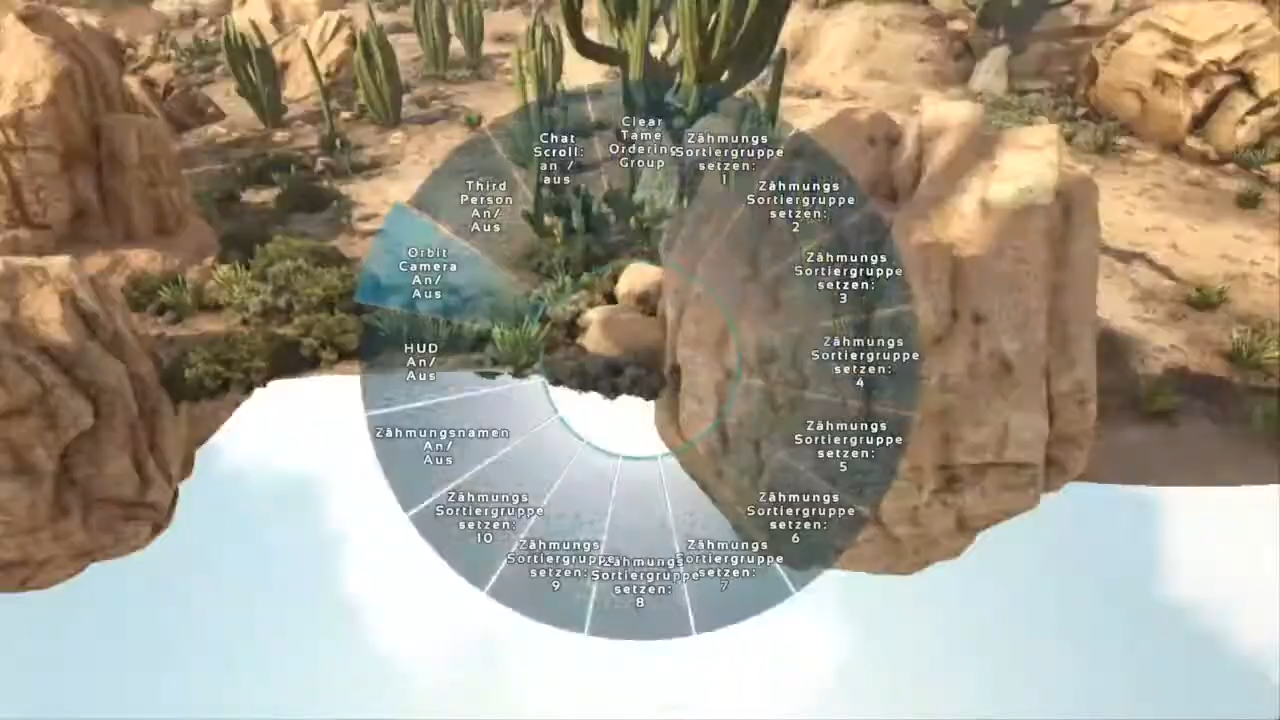 Clear
Tame
Ordering
Group
Zähmungs
Sortiergruppe
setzen:
1
Zähmungs
Sortiergruppe
setzen:
2
Zähmungs
Sortiergruppe
setzen:
3
Zähmungs
Sortiergruppe
setzen:
4
Zähmungs
Sortiergruppe
setzen:
5
Zähmungs
Sortiergruppe
setzen:
6
Zähmungs
Sortiergruppe
setzen:
7
Zähmungs
Sortiergruppe
setzen:
8
Zähmungs
Sortiergruppe
setzen:
9
Zähmungs
Sortiergruppe
setzen:
10
Zähmungsnamen
An/
Aus
HUD
An/
Aus
Orbit
Camera
An/
Aus
Third
Person
An/
Aus
Chat
Scroll:
an /
aus